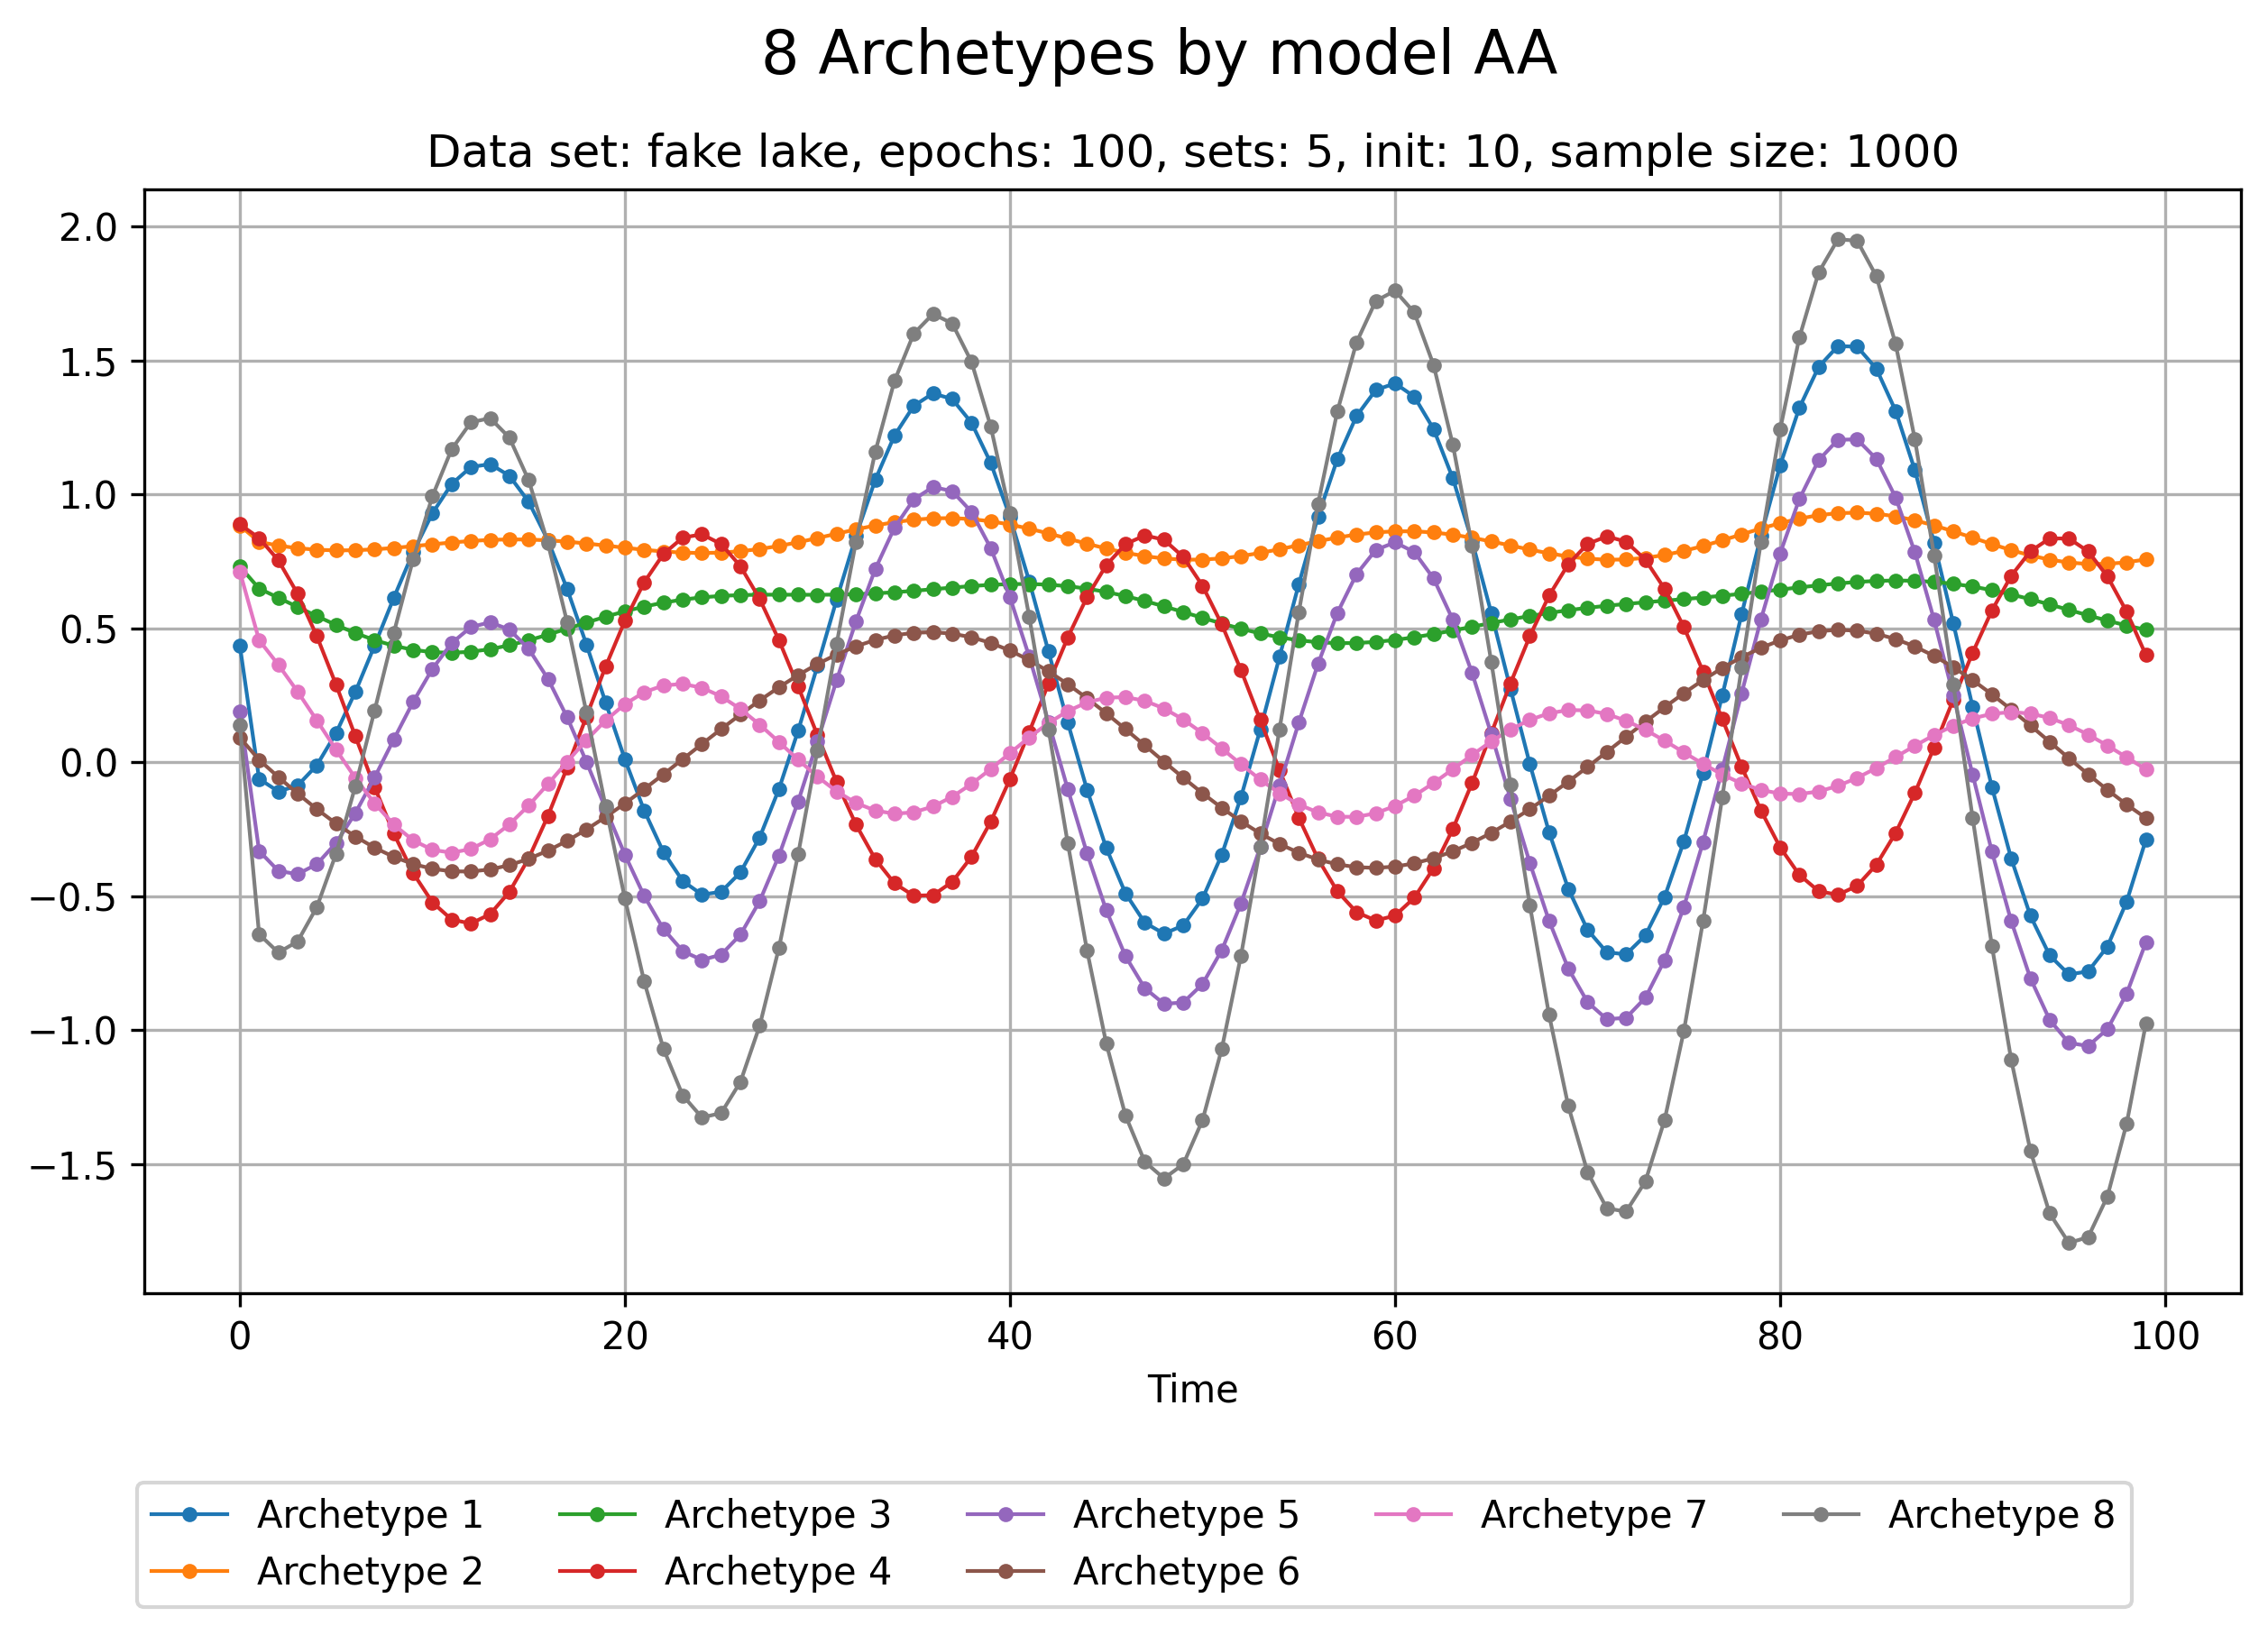 8 Archetypes by model AA
Data set: fake lake, epochs: 100, sets: 5, init: 10, sample size: 1000
2.0
1.5
1.0
0.5
0.0
−0.5
−1.0
−1.5
0 20 40 60 80 100
Time
Archetype 1 Archetype 3 Archetype 5 Archetype 7 Archetype 8
Archetype 2 Archetype 4 Archetype 6